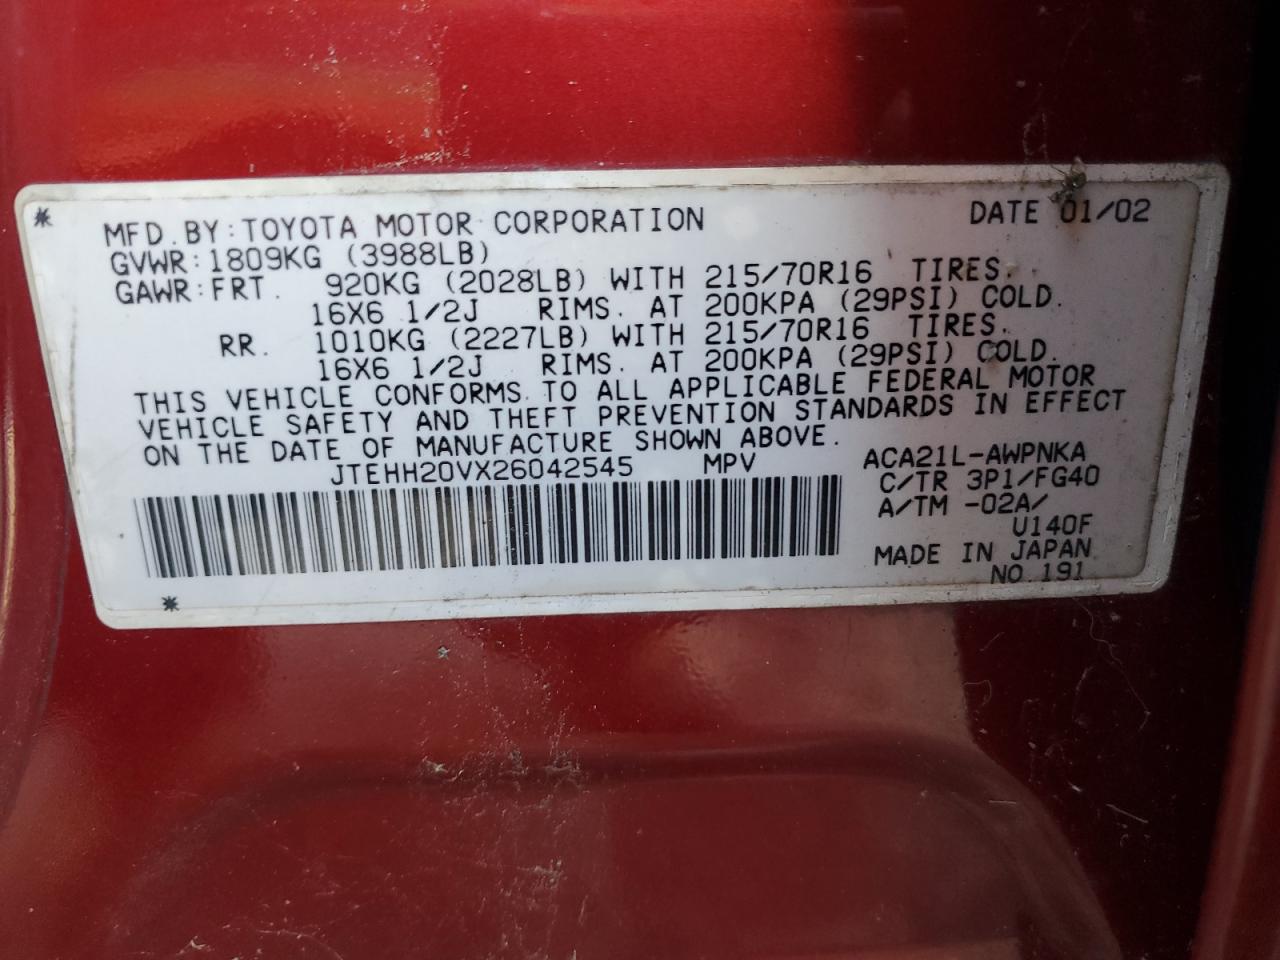 MFD. BY: TOYOTA MOTOR CORPORATION DATE 01/02
GVWR: 1809KG (3988LB)
GAWR: FRT. 920KG (2028LB) WITH 215/70R16 TIRES.
16X6 1/2J RIMS. AT 200KPA (29PSI) COLD.
RR. 1010KG (2227LB) WITH 215/70R16 TIRES.
16X6 1/2J RIMS. AT 200KPA (29PSI) COLD.
THIS VEHICLE CONFORMS TO ALL APPLICABLE FEDERAL MOTOR
VEHICLE SAFETY AND THEFT PREVENTION STANDARDS IN EFFECT
ON THE DATE OF MANUFACTURE SHOWN ABOVE.
JTEHH20VX26042545 MPV ACA21L-AWPNKA
C/TR 3P1/FG40
A/TM -02A/
U140F
MADE IN JAPAN
NO.191